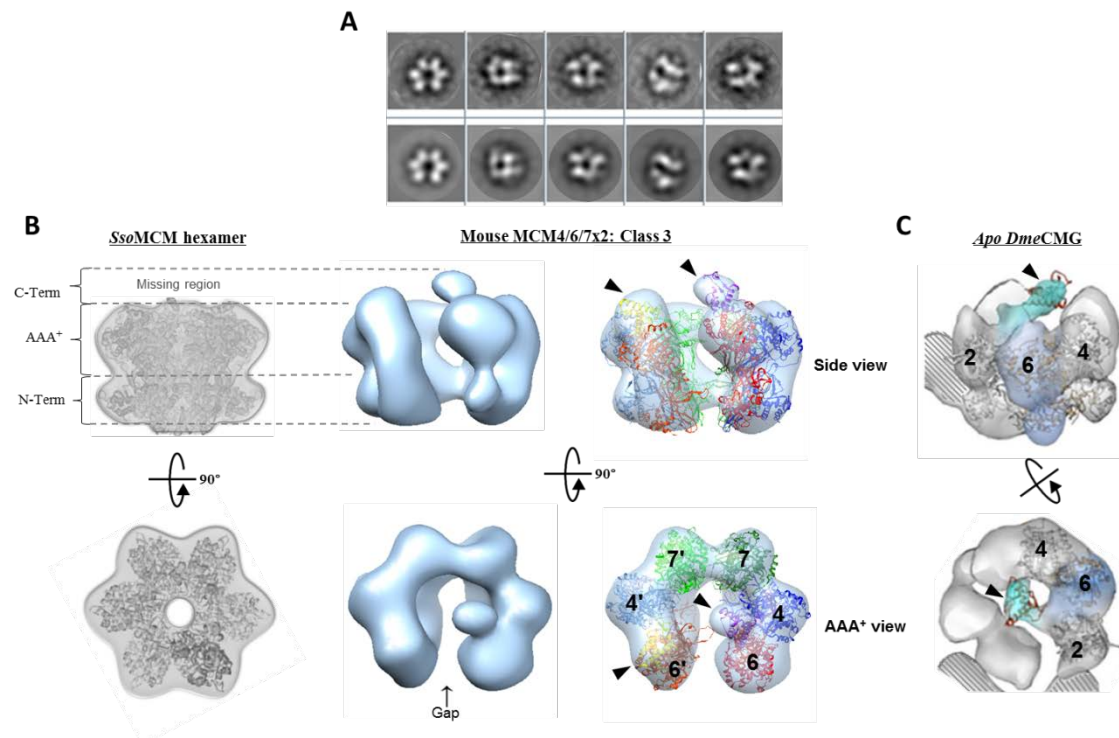 A
B
SsoMCM hexamer
Mouse MCM4/6/7x2: Class 3
C
Apo DmeCMG
Missing region
C-Term
AAA+
N-Term
Side view
2
6
4
90°
90°
7'
7
4'
4
6'
6
AAA+ view
Gap
4
6
2